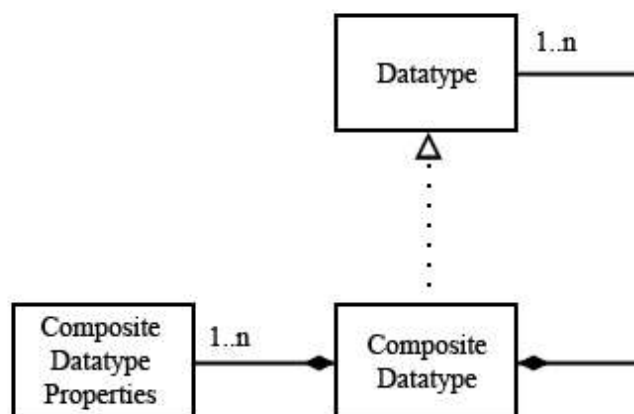 1..n
Datatype
Composite
Datatype
Properties
1..n
Composite
Datatype